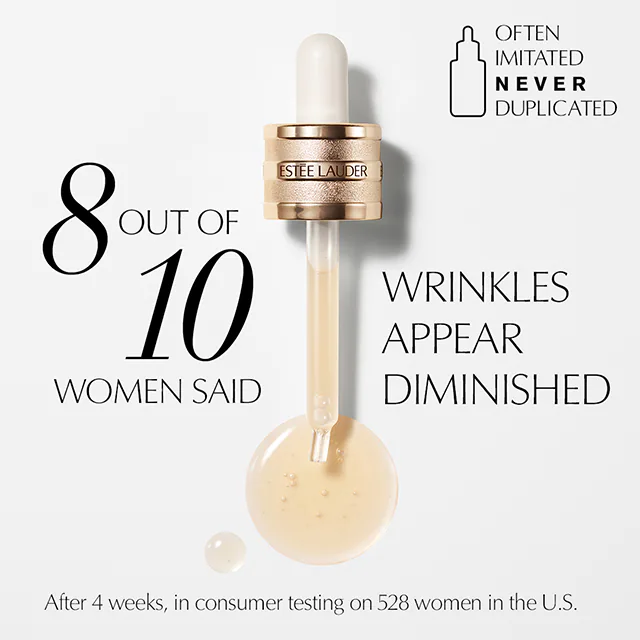 OFTEN
IMITATED
NEVER
DUPLICATED
ESTĒE LAUDER
8 OUT OF
10
WOMEN SAID
WRINKLES
APPEAR
DIMINISHED
After 4 weeks, in consumer testing on 528 women in the U.S.